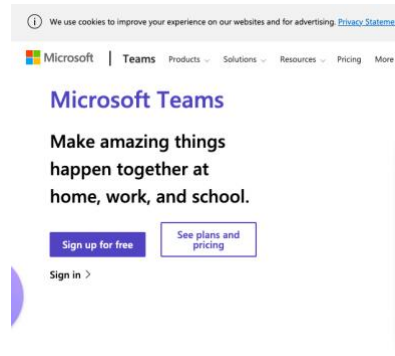 We use cookies to improve your experience on our websites and for advertising. Privacy Stateme
Microsoft | Teams Products Solutions Resources Pricing More
Microsoft Teams
Make amazing things
happen together at
home, work, and school.
Sign up for free
See plans and
pricing
Sign in >